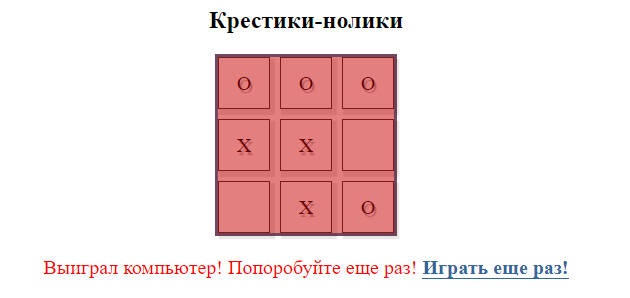 Крестики-нолики
O O O
X X
X O
Выиграл компьютер! Попоробуйте еще раз! Играть еще раз!